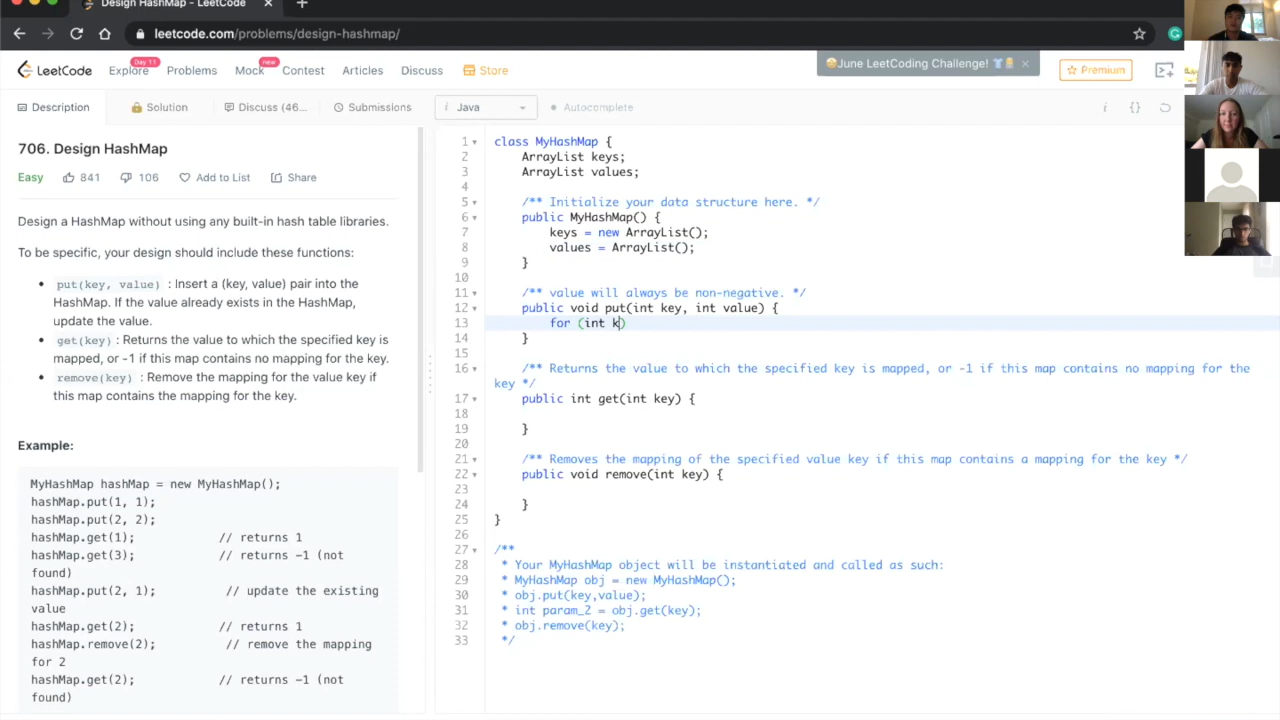 Design HashMap - LeetCode
leetcode.com/problems/design-hashmap/
LeetCode
Explore
Day 11
Problems
Mock
new
Contest
Articles
Discuss
Store
June LeetCoding Challenge!
Premium
Description
Solution
Discuss (46...
Submissions
i Java
Autocomplete
706. Design HashMap
Easy
841
106
Add to List
Share
Design a HashMap without using any built-in hash table libraries.
To be specific, your design should include these functions:
• put(key, value) : Insert a (key, value) pair into the
HashMap. If the value already exists in the HashMap,
update the value.
• get(key) : Returns the value to which the specified key is
mapped, or -1 if this map contains no mapping for the key.
• remove(key) : Remove the mapping for the value key if
this map contains the mapping for the key.
Example:
MyHashMap hashMap = new MyHashMap();
hashMap.put(1, 1);
hashMap.put(2, 2);
hashMap.get(1); // returns 1
hashMap.get(3); // returns -1 (not
found)
hashMap.put(2, 1); // update the existing
value
hashMap.get(2); // returns 1
hashMap.remove(2); // remove the mapping
for 2
hashMap.get(2); // returns -1 (not
found)
1 class MyHashMap {
2 ArrayList keys;
3 ArrayList values;
4
5 /** Initialize your data structure here. */
6 public MyHashMap() {
7 keys = new ArrayList();
8 values = ArrayList();
9 }
10
11 /** value will always be non-negative. */
12 public void put(int key, int value) {
13 for (int k)
14 }
15
16 /** Returns the value to which the specified key is mapped, or -1 if this map contains no mapping for the
key */
17 public int get(int key) {
18
19 }
20
21 /** Removes the mapping of the specified value key if this map contains a mapping for the key */
22 public void remove(int key) {
23
24 }
25 }
26
27 /**
28 * Your MyHashMap object will be instantiated and called as such:
29 * MyHashMap obj = new MyHashMap();
30 * obj.put(key,value);
31 * int param_2 = obj.get(key);
32 * obj.remove(key);
33 */